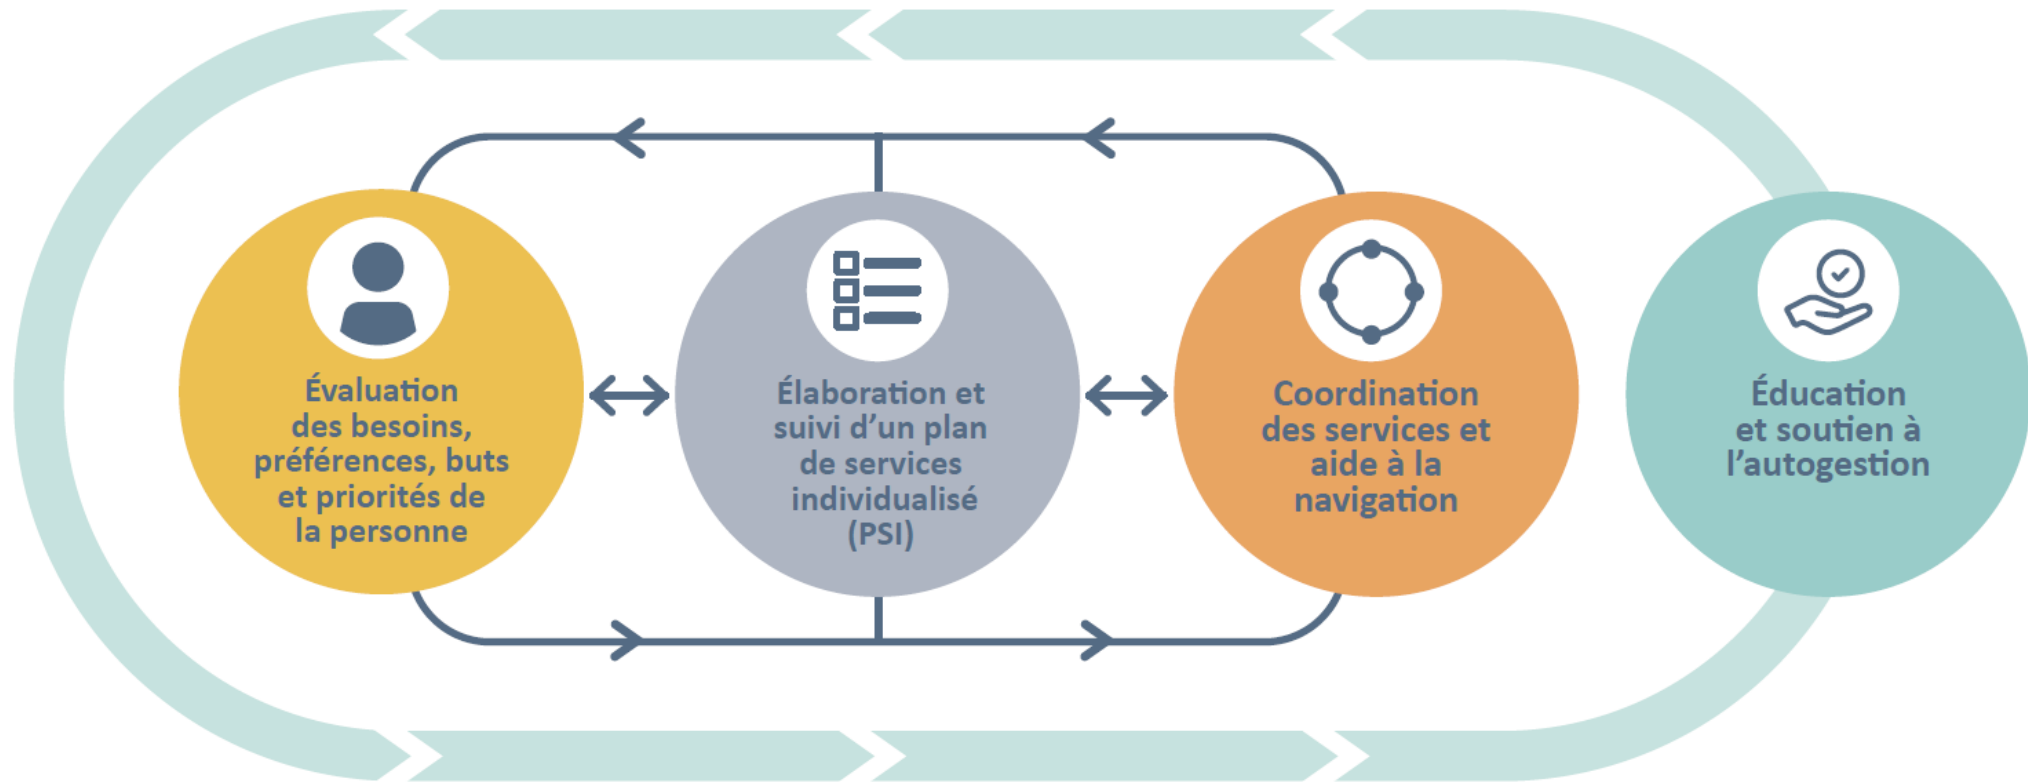 Évaluation
des besoins,
préférences, buts
et priorités de
la personne
Élaboration et
suivi d’un plan
de services
individualisé
(PSI)
Coordination
des services et
aide à la
navigation
Éducation
et soutien à
l’autogestion